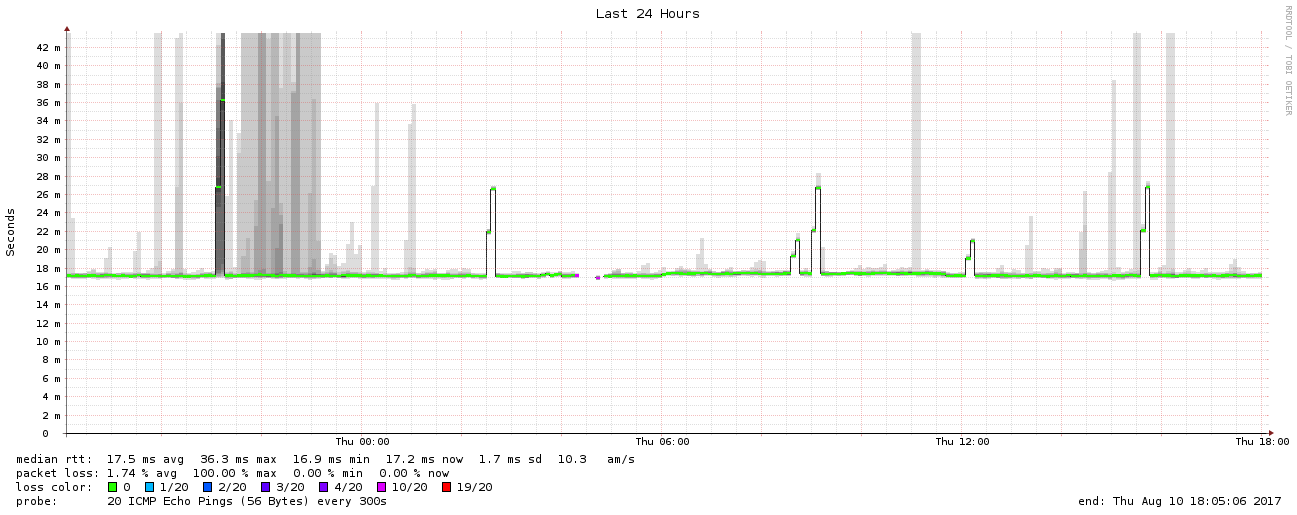 Last 24 Hours
RRDTOOL / TOBI OETIKER
Seconds
42 m
40 m
38 m
36 m
34 m
32 m
30 m
28 m
26 m
24 m
22 m
20 m
18 m
16 m
14 m
12 m
10 m
8 m
6 m
4 m
2 m
0
Thu 00:00 Thu 06:00 Thu 12:00 Thu 18:00
median rtt: 17.5 ms avg 36.3 ms max 16.9 ms min 17.2 ms now 1.7 ms sd 10.3 am/s
packet loss: 1.74 % avg 100.00 % max 0.00 % min 0.00 % now
loss color: 0 1/20 2/20 3/20 4/20 10/20 19/20
probe: 20 ICMP Echo Pings (56 Bytes) every 300s end: Thu Aug 10 18:05:06 2017